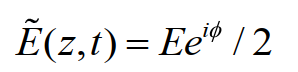 Ẽ(z,t) = Ee^{iϕ} / 2